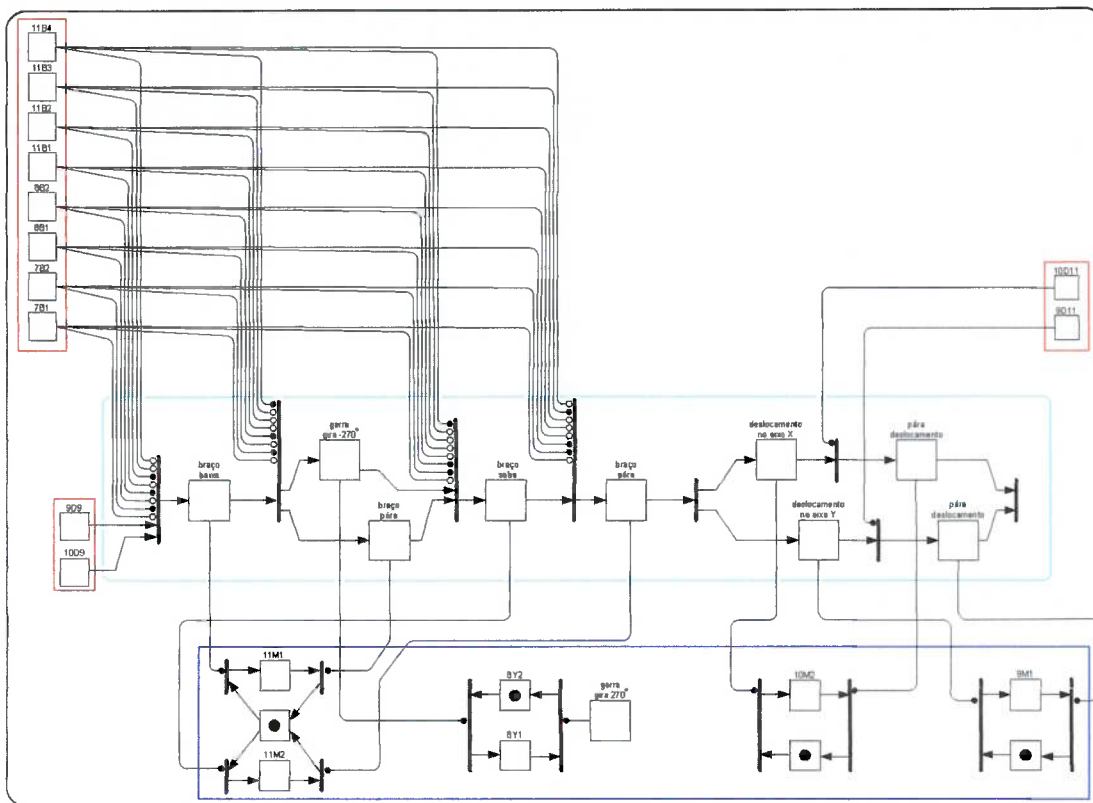 11B4
11B3
11B2
11B1
8B2
8B1
7B2
7B1
10D11
9D11
garra
gira -270°
braço
baixa
braço
pára
braço
sobe
braço
pára
deslocamento
no eixo X
deslocamento
no eixo Y
pára
deslocamento
pára
deslocamento
9D9
10D9
11M1
11M2
8Y2
8Y1
garra
gira 270°
10M2
9M1